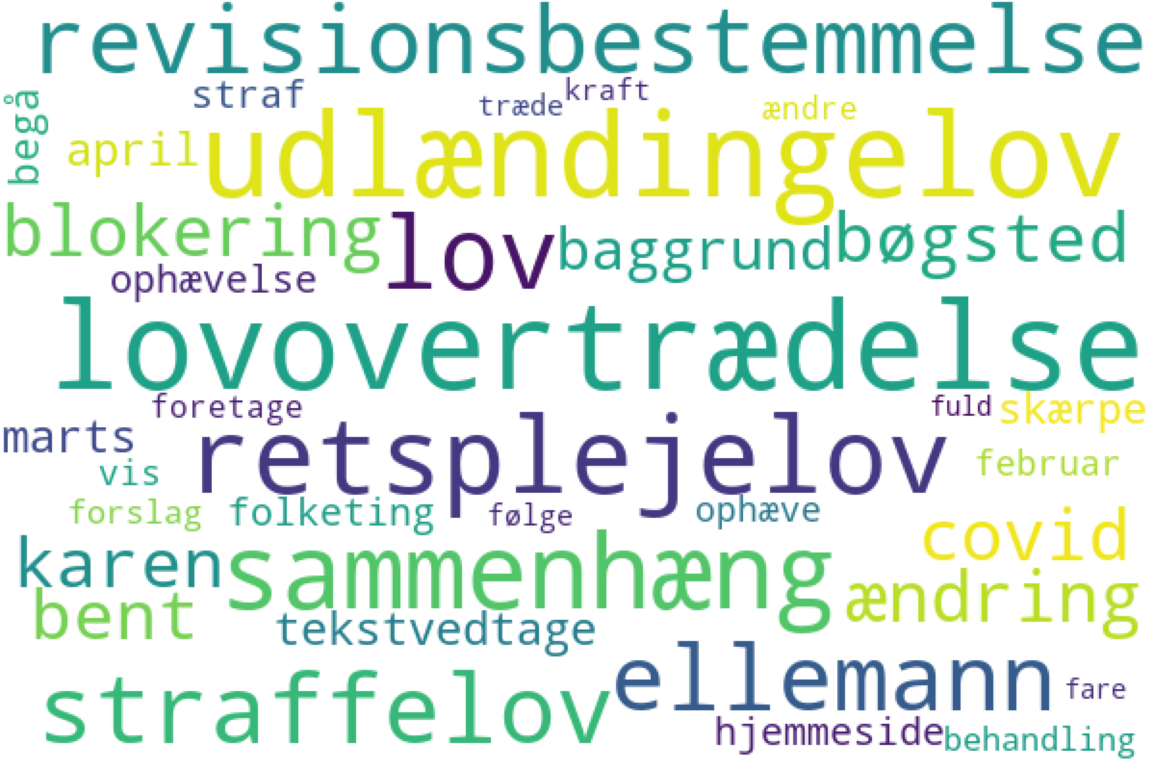 revisionsbestemmelse
straf træde kraft ændre
begå april udlændingelov
blokering lov baggrund bøgsted
ophævelse
lovovertrædelse
foretage fuld skærpe
marts retsplejelov februar
vis
forslag folketing følge ophæve covid
karen sammenhæng ændring
bent tekstvedtage
straffelov ellemann fare
hjemmeside behandling